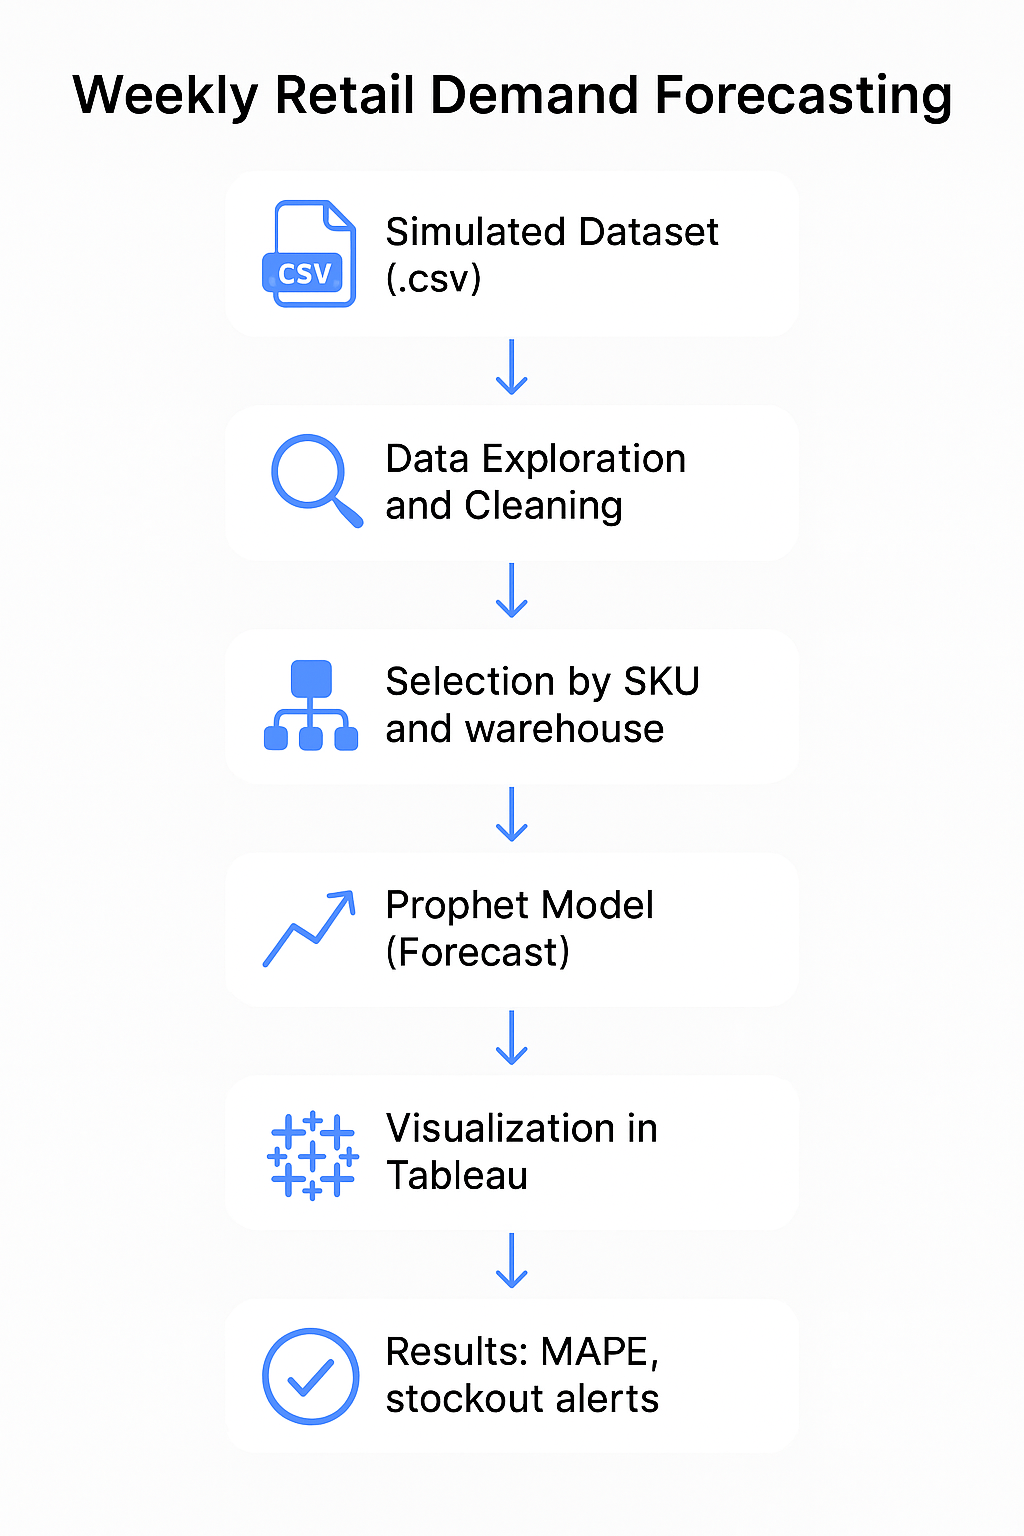 Weekly Retail Demand Forecasting
CSV
Simulated Dataset
(.csv)
Data Exploration
and Cleaning
Selection by SKU
and warehouse
Prophet Model
(Forecast)
Visualization in
Tableau
Results: MAPE,
stockout alerts